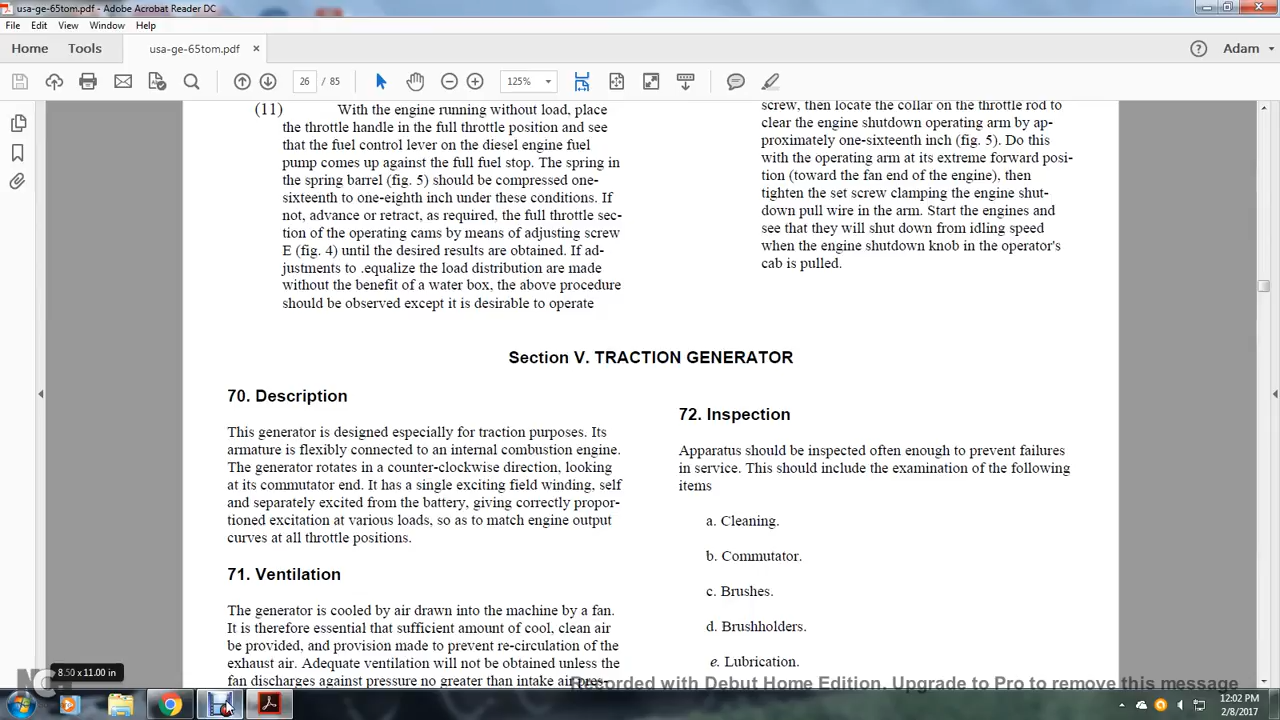 usa-ge-65tom.pdf - Adobe Acrobat Reader DC
File Edit View Window Help
Home Tools usa-ge-65tom.pdf × Adam
26 / 85 125%
(11) With the engine running without load, place
the throttle handle in the full throttle position and see
that the fuel control lever on the diesel engine fuel
pump comes up against the full fuel stop. The spring in
the spring barrel (fig. 5) should be compressed one-
sixteenth to one-eighth inch under these conditions. If
not, advance or retract, as required, the full throttle sec-
tion of the operating cams by means of adjusting screw
E (fig. 4) until the desired results are obtained. If ad-
justments to .equalize the load distribution are made
without the benefit of a water box, the above procedure
should be observed except it is desirable to operate
screw, then locate the collar on the throttle rod to
clear the engine shutdown operating arm by ap-
proximately one-sixteenth inch (fig. 5). Do this
with the operating arm at its extreme forward posi-
tion (toward the fan end of the engine), then
tighten the set screw clamping the engine shut-
down pull wire in the arm. Start the engines and
see that they will shut down from idling speed
when the engine shutdown knob in the operator's
cab is pulled.
Section V. TRACTION GENERATOR
70. Description
This generator is designed especially for traction purposes. Its
armature is flexibly connected to an internal combustion engine.
The generator rotates in a counter-clockwise direction, looking
at its commutator end. It has a single exciting field winding, self
and separately excited from the battery, giving correctly propor-
tioned excitation at various loads, so as to match engine output
curves at all throttle positions.
71. Ventilation
The generator is cooled by air drawn into the machine by a fan.
It is therefore essential that sufficient amount of cool, clean air
be provided, and provision made to prevent re-circulation of the
exhaust air. Adequate ventilation will not be obtained unless the
fan discharges against pressure no greater than intake air pres-
72. Inspection
Apparatus should be inspected often enough to prevent failures
in service. This should include the examination of the following
items
a. Cleaning.
b. Commutator.
c. Brushes.
d. Brushholders.
e. Lubrication.
8.50 x 11.00 in
Recorded with Debut Home Edition. Upgrade to Pro to remove this message
12:02 PM
2/8/2017